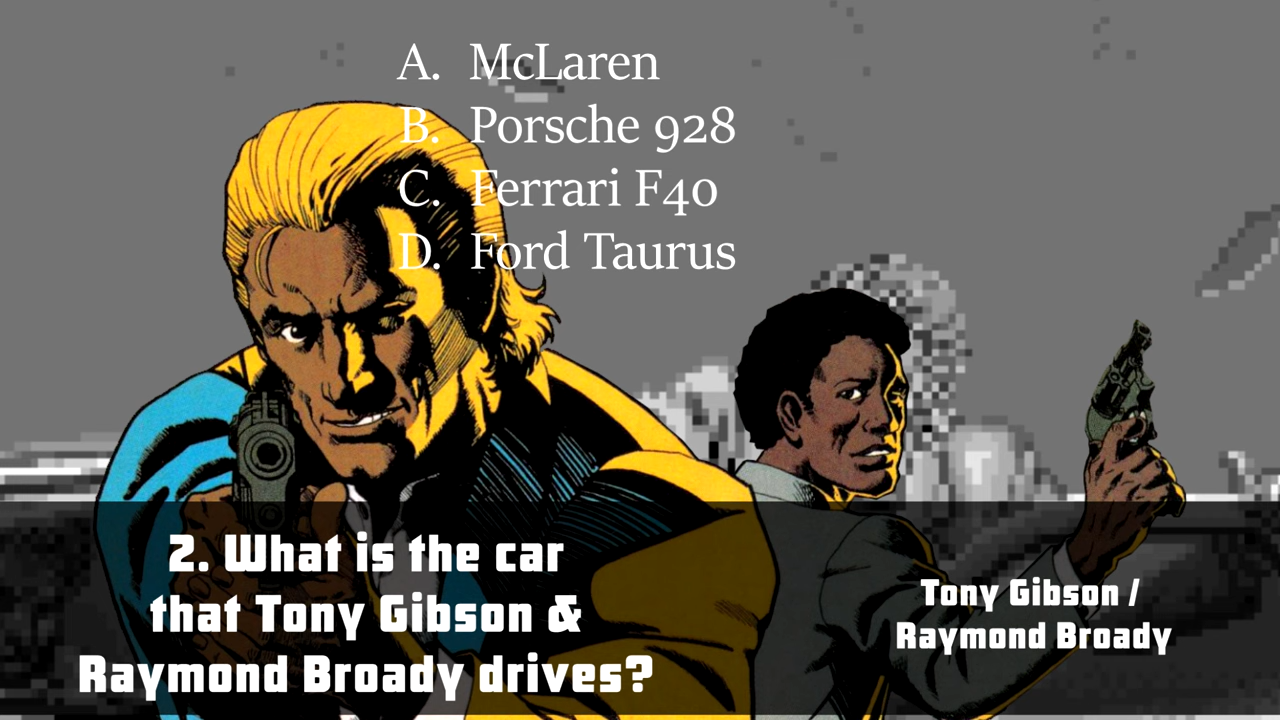 A. McLaren
B. Porsche 928
C. Ferrari F40
D. Ford Taurus
2. What is the car
that Tony Gibson &
Raymond Broady drives?
Tony Gibson /
Raymond Broady